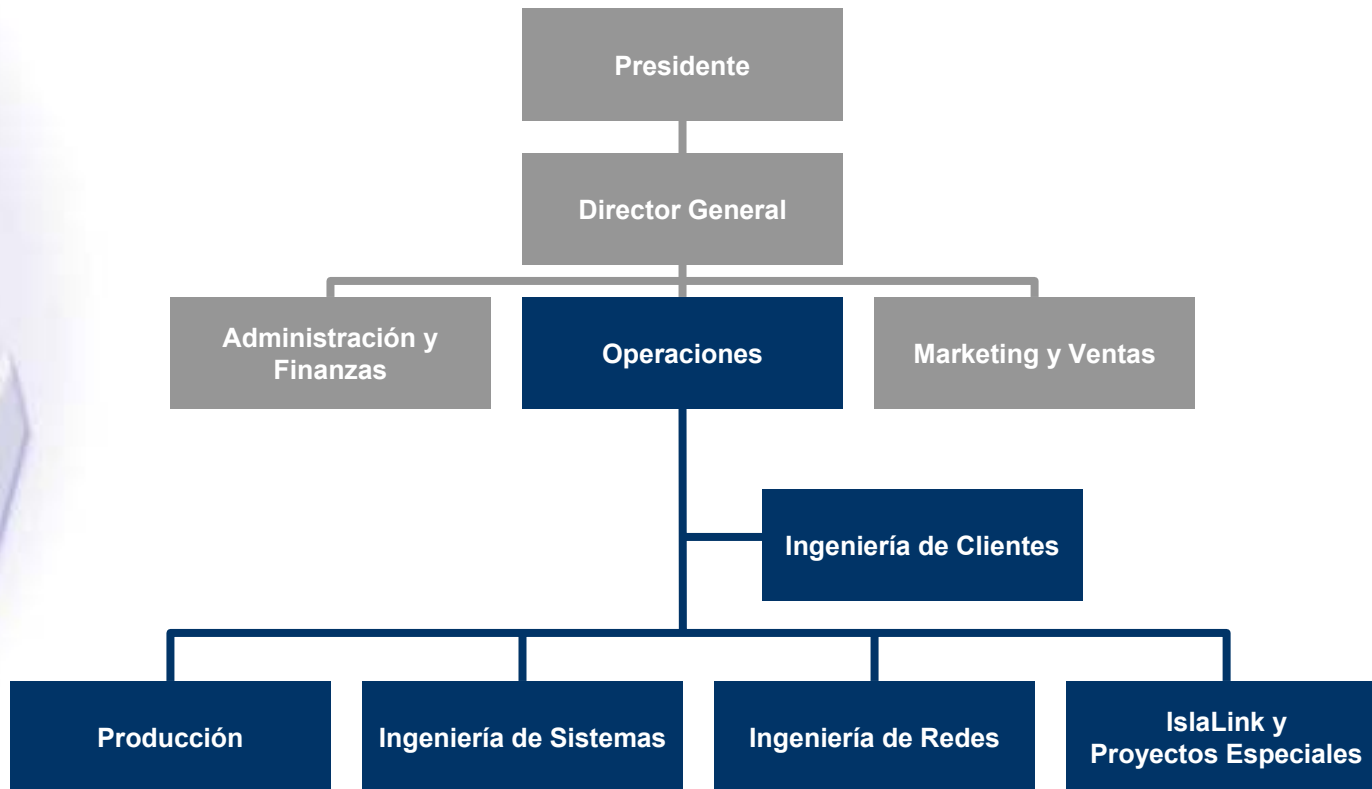 Presidente
Director General
Administración y
Finanzas
Operaciones
Marketing y Ventas
Ingeniería de Clientes
Producción
Ingeniería de Sistemas
Ingeniería de Redes
IslaLink y
Proyectos Especiales